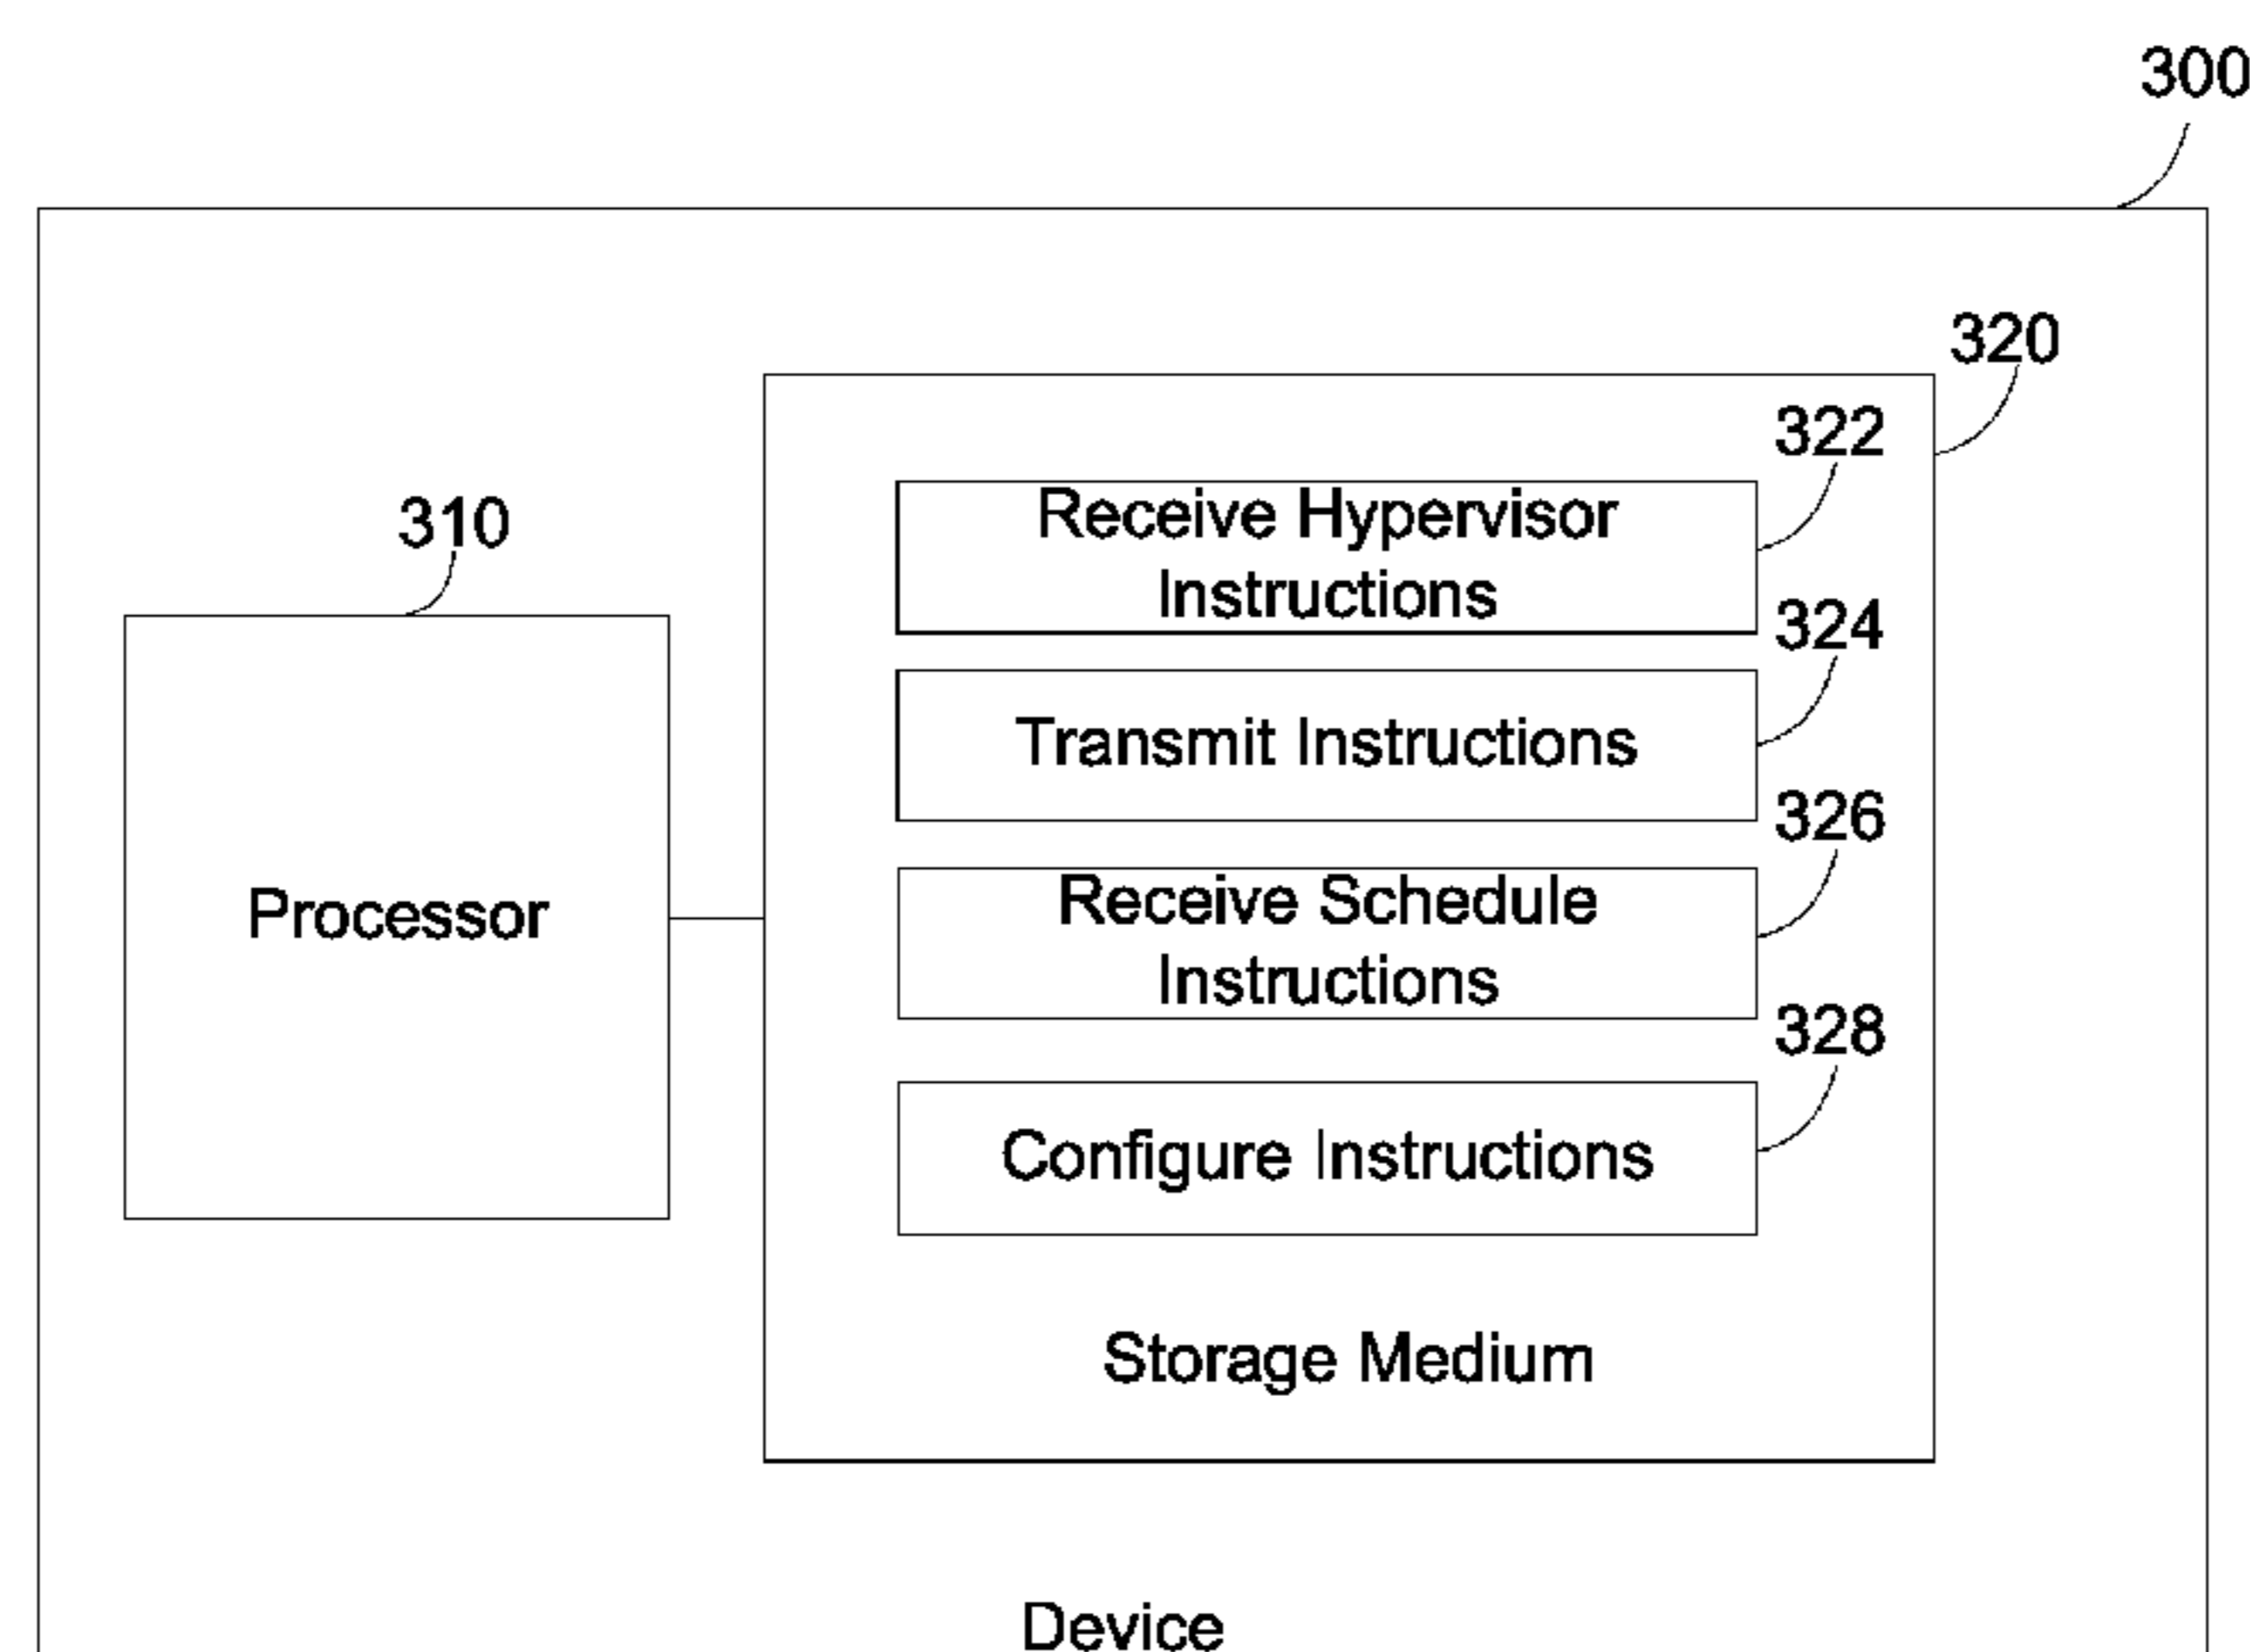 300
320
322
Receive Hypervisor
Instructions
310
324
Transmit Instructions
326
Receive Schedule
Instructions
Processor
328
Configure Instructions
Storage Medium
Device